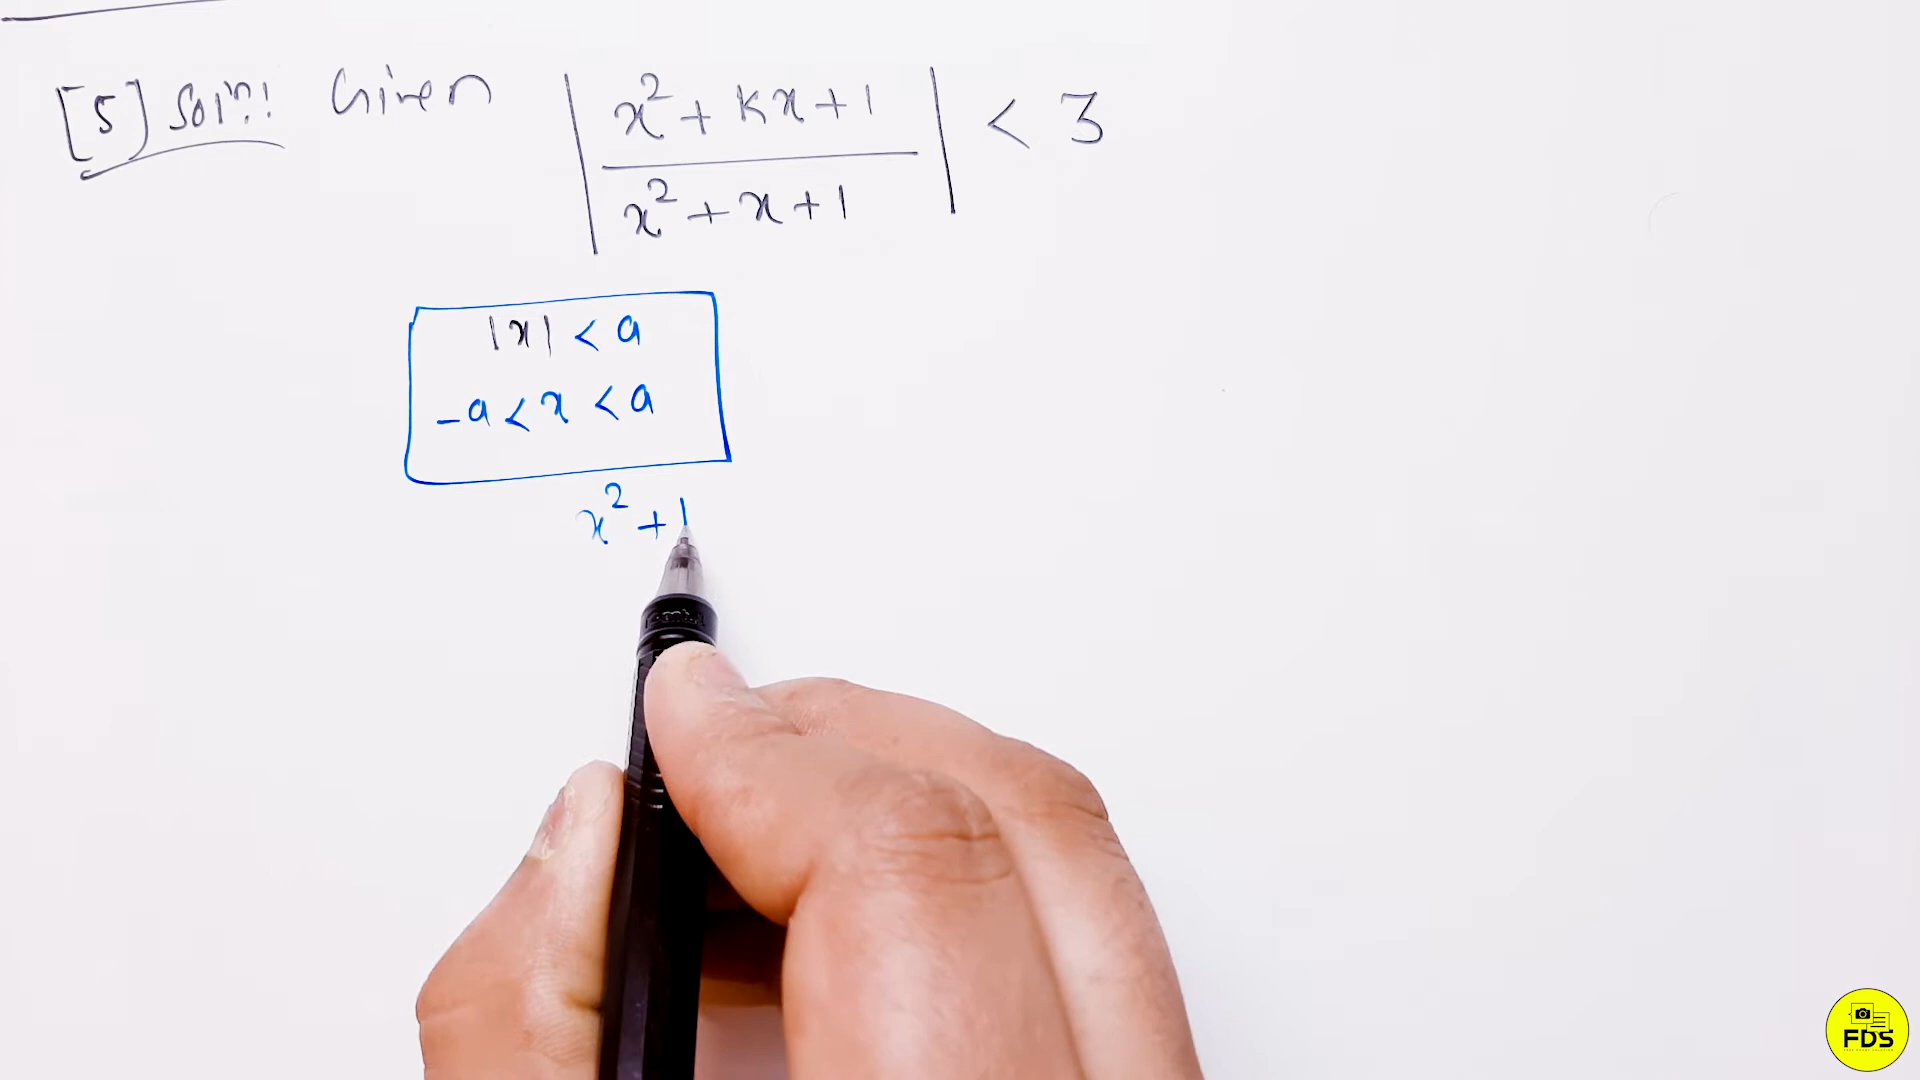 [5] Soln: Given | x² + kx + 1 / x² + x + 1 | < 3
|x| < a
-a < x < a
x² + 1
FDS